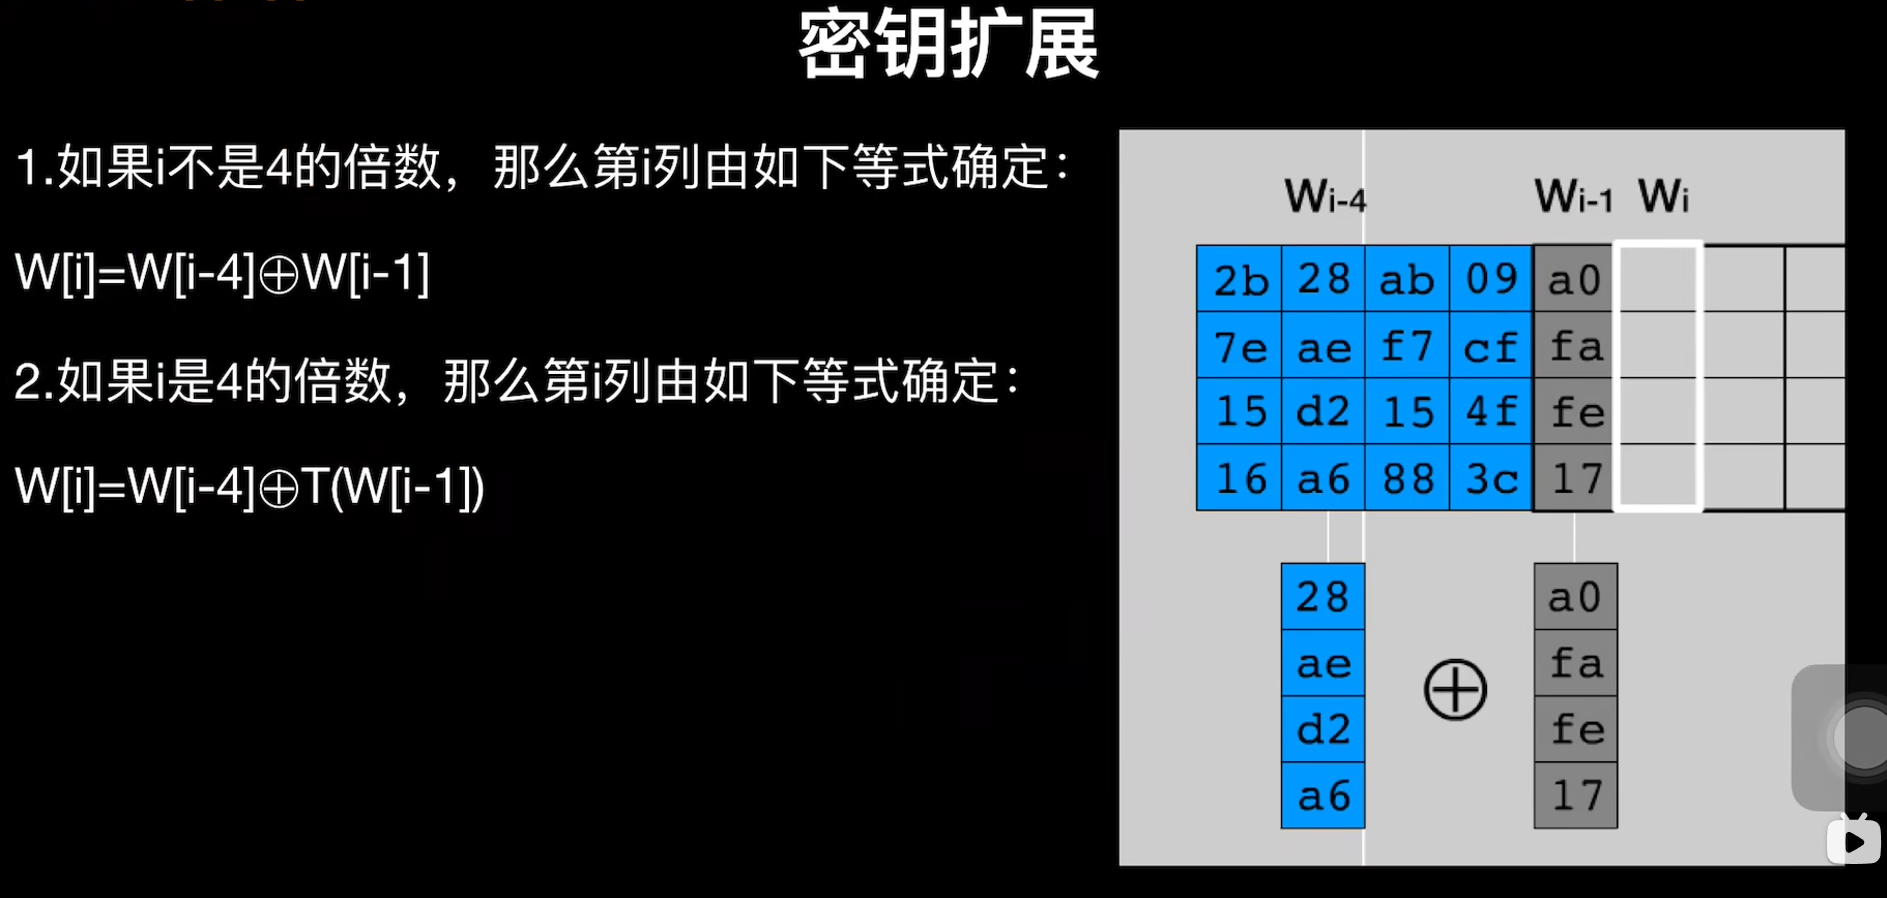 密钥扩展
1.如果i不是4的倍数，那么第i列由如下等式确定：
W[i]=W[i-4]⊕W[i-1]
2.如果i是4的倍数，那么第i列由如下等式确定：
W[i]=W[i-4]⊕T(W[i-1])
Wi-4 Wi-1 Wi
2b 28 ab 09 a0
7e ae f7 cf fa
15 d2 15 4f fe
16 a6 88 3c 17
28 a0
ae fa
⊕
d2 fe
a6 17